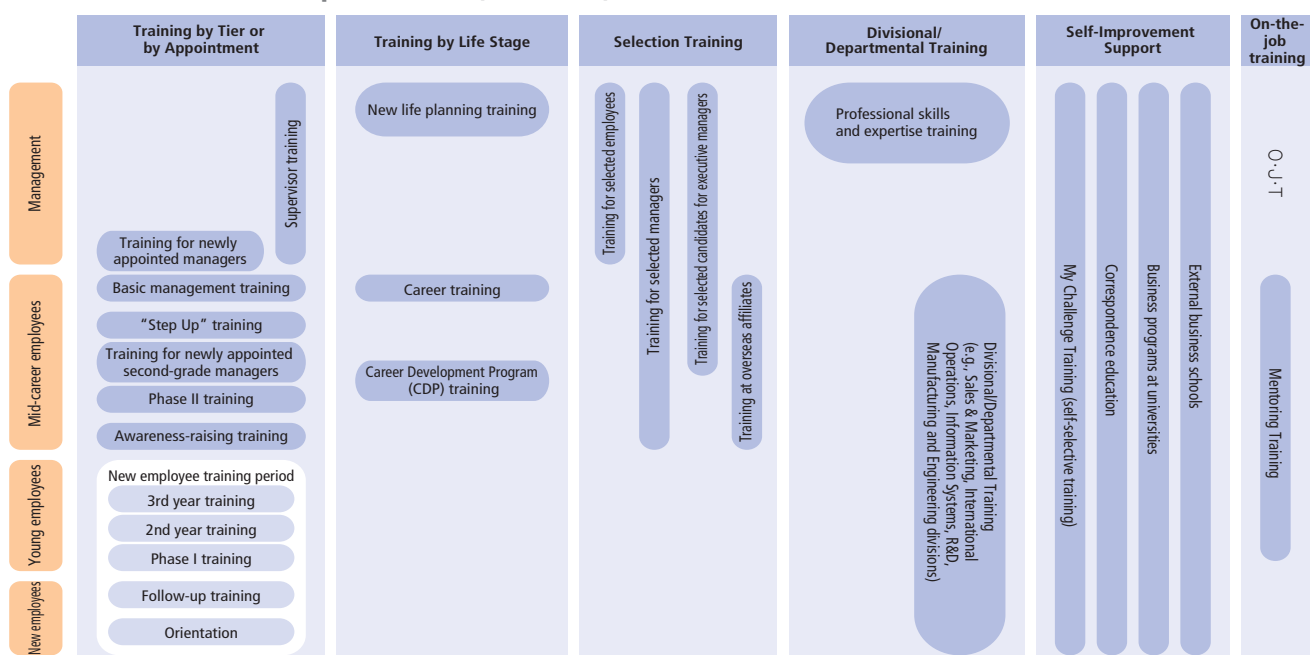 Training by Tier or
by Appointment
Training by Life Stage
Selection Training
Divisional/
Departmental Training
Self-Improvement
Support
On-the-
job
training
Management
Mid-career employees
Young employees
New employees
Supervisor training
Training for newly
appointed managers
Basic management training
“Step Up” training
Training for newly appointed
second-grade managers
Phase II training
Awareness-raising training
New employee training period
3rd year training
2nd year training
Phase I training
Follow-up training
Orientation
New life planning training
Career training
Career Development Program
(CDP) training
Training for selected employees
Training for selected managers
Training for selected candidates for executive managers
Training at overseas affiliates
Professional skills
and expertise training
Divisional/Departmental Training
(e.g., Sales & Marketing, International
Operations, Information Systems, R&D,
Manufacturing and Engineering divisions)
My Challenge Training (self-selective training)
Correspondence education
Business programs at universities
External business schools
O·J·T
Mentoring Training